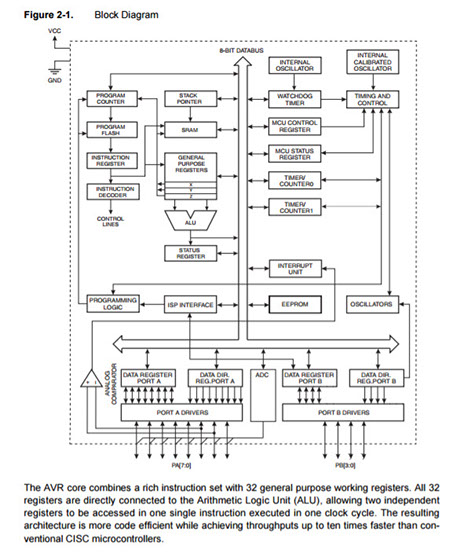 Figure 2-1. Block Diagram
VCC
GND
8-BIT DATABUS
INTERNAL
OSCILLATOR
INTERNAL
CALIBRATED
OSCILLATOR
PROGRAM
COUNTER
STACK
POINTER
WATCHDOG
TIMER
TIMING AND
CONTROL
PROGRAM
FLASH
SRAM
MCU CONTROL
REGISTER
INSTRUCTION
REGISTER
GENERAL
PURPOSE
REGISTERS
X
Y
Z
MCU STATUS
REGISTER
INSTRUCTION
DECODER
TIMER/
COUNTER0
CONTROL
LINES
ALU
TIMER/
COUNTER1
STATUS
REGISTER
INTERRUPT
UNIT
PROGRAMMING
LOGIC
ISP INTERFACE
EEPROM
OSCILLATORS
ANALOG
COMPARATOR
+
-
DATA REGISTER
PORT A
DATA DIR.
REG.PORT A
ADC
DATA REGISTER
PORT B
DATA DIR.
REG.PORT B
PORT A DRIVERS
PORT B DRIVERS
PA[7:0]
PB[3:0]
The AVR core combines a rich instruction set with 32 general purpose working registers. All 32
registers are directly connected to the Arithmetic Logic Unit (ALU), allowing two independent
registers to be accessed in one single instruction executed in one clock cycle. The resulting
architecture is more code efficient while achieving throughputs up to ten times faster than con-
ventional CISC microcontrollers.